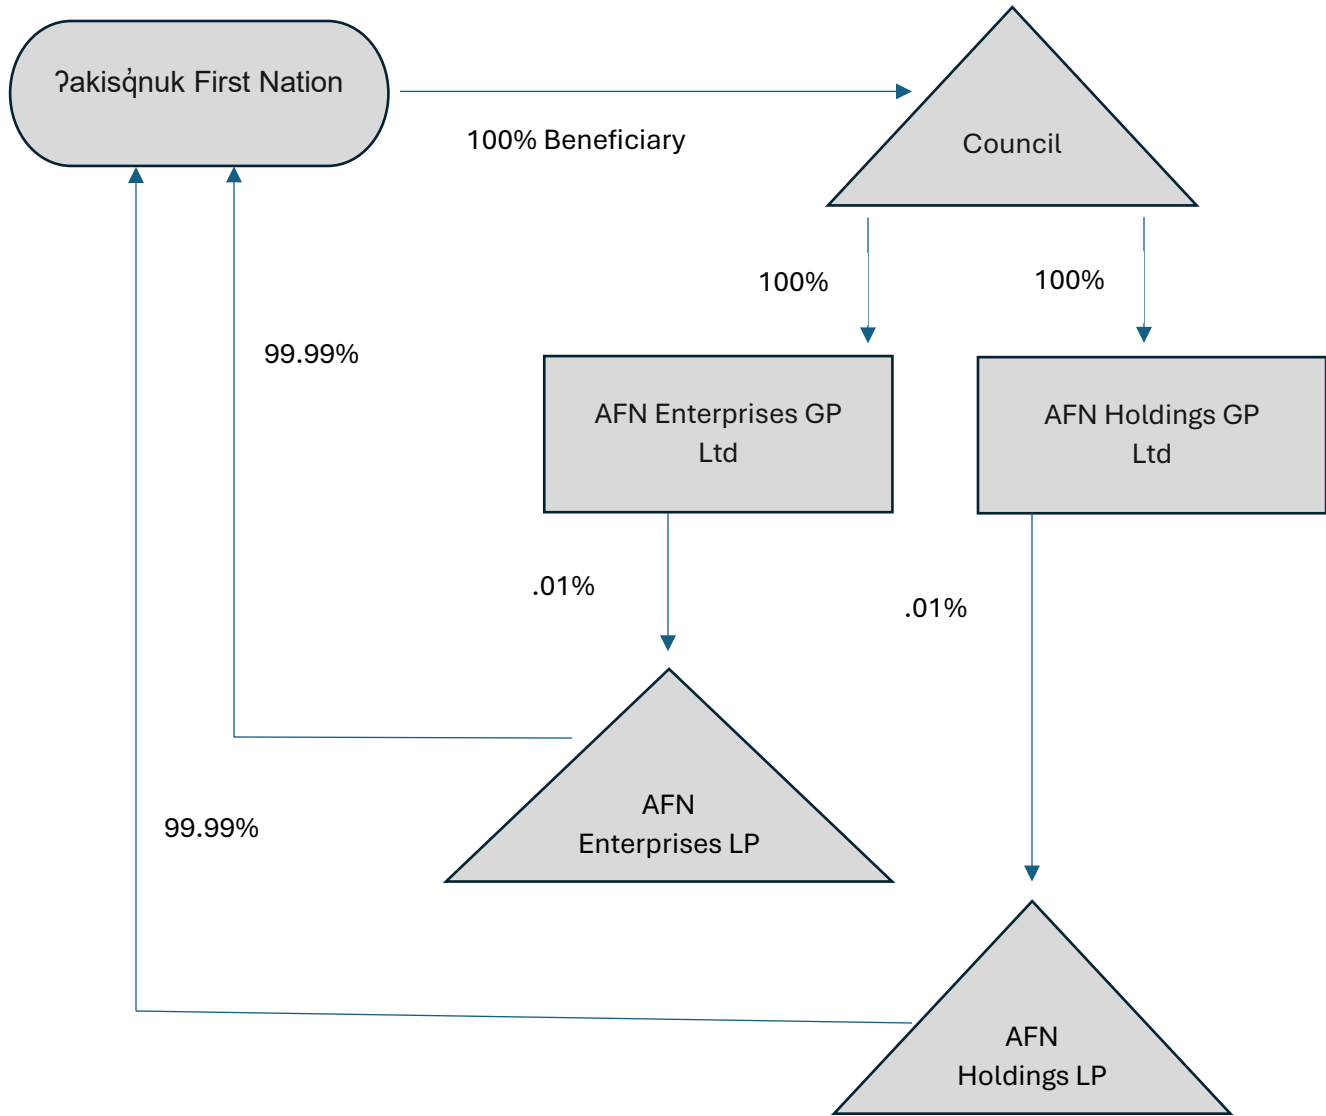 ʔakisq̓nuk First Nation
100% Beneficiary
Council
100%
100%
99.99%
AFN Enterprises GP
Ltd
AFN Holdings GP
Ltd
.01%
.01%
AFN
Enterprises LP
99.99%
AFN
Holdings LP